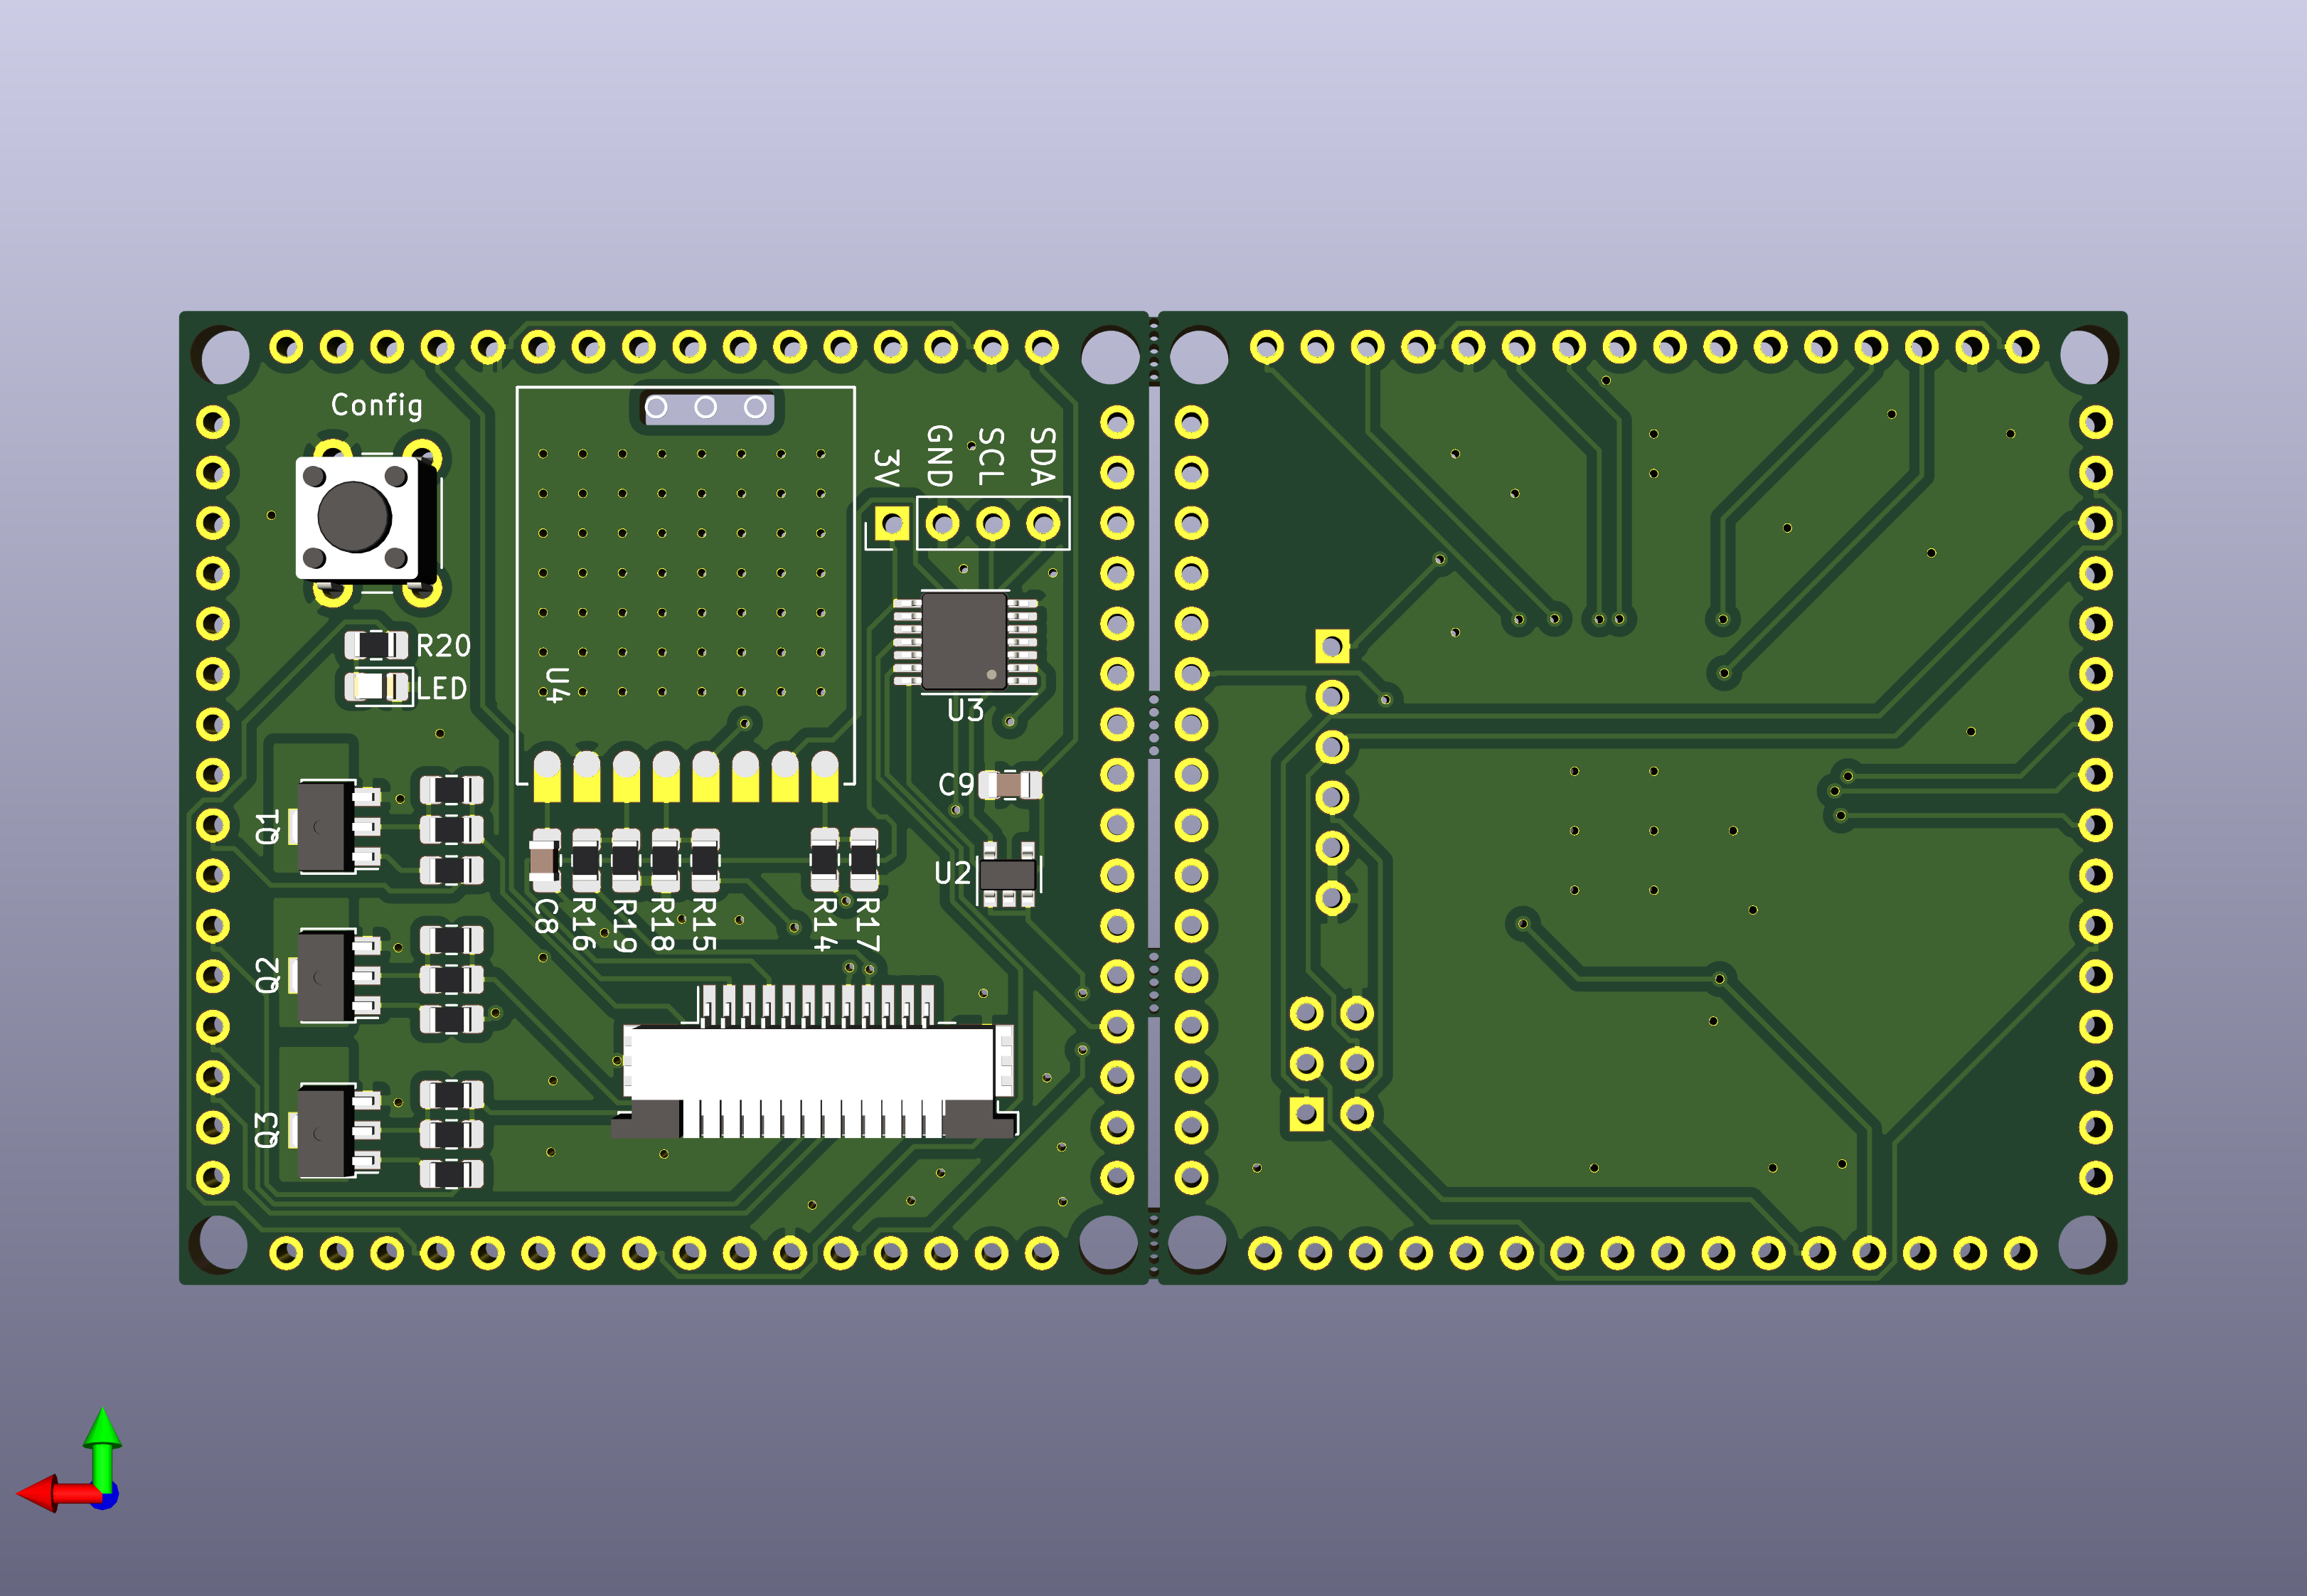 Config
3V
GND
SCL
SDA
R20
LED
U4
U3
C9
Q1
U2
C8
R16
R19
R18
R15
R14
R17
Q2
Q3